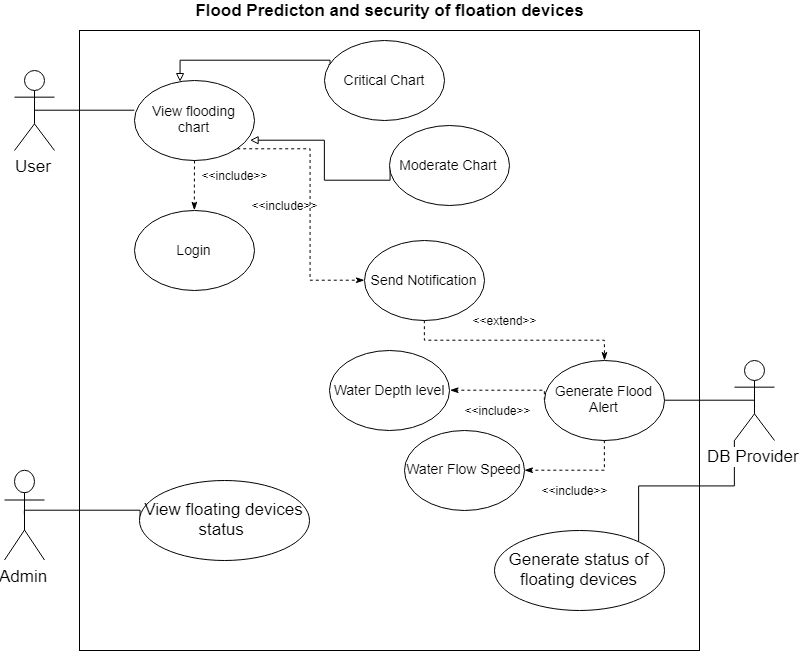 Flood Predicton and security of floation devices
Critical Chart
View flooding
chart
Moderate Chart
User
<<include>>
<<include>>
Login
Send Notification
<<extend>>
Water Depth level
Generate Flood
Alert
<<include>>
DB Provider
Water Flow Speed
<<include>>
View floating devices
status
Generate status of
floating devices
Admin